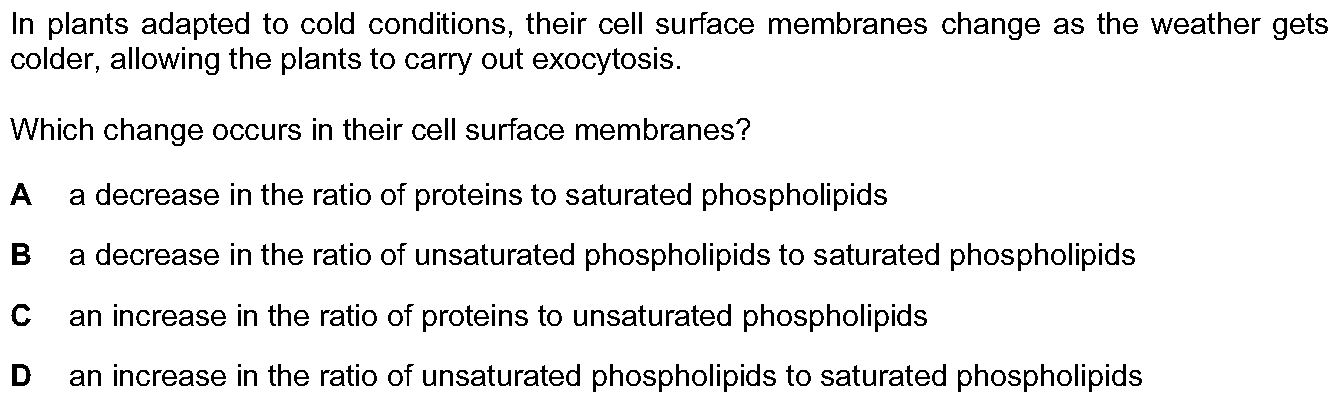 In plants adapted to cold conditions, their cell surface membranes change as the weather gets
colder, allowing the plants to carry out exocytosis.
Which change occurs in their cell surface membranes?
A a decrease in the ratio of proteins to saturated phospholipids
B a decrease in the ratio of unsaturated phospholipids to saturated phospholipids
C an increase in the ratio of proteins to unsaturated phospholipids
D an increase in the ratio of unsaturated phospholipids to saturated phospholipids